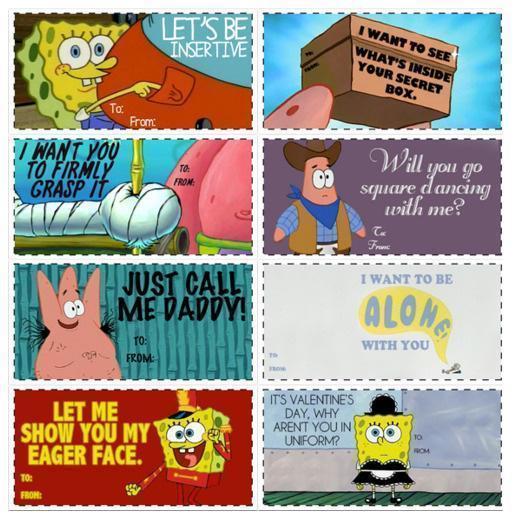 LET'S BE
INSERTIVE
To:
From:
I WANT TO SEE
WHAT'S INSIDE
YOUR SECRET
BOX.
TO:
FROM:
I WANT YOU
TO FIRMLY
GRASP IT
TO:
FROM:
Will you go
square dancing
with me?
To:
From:
JUST CALL
ME DADDY!
TO:
FROM:
I WANT TO BE
ALONE!
WITH YOU
TO:
FROM:
LET ME
SHOW YOU MY
EAGER FACE.
TO:
FROM:
IT'S VALENTINE'S
DAY, WHY
ARENT YOU IN
UNIFORM?
TO:
FROM: